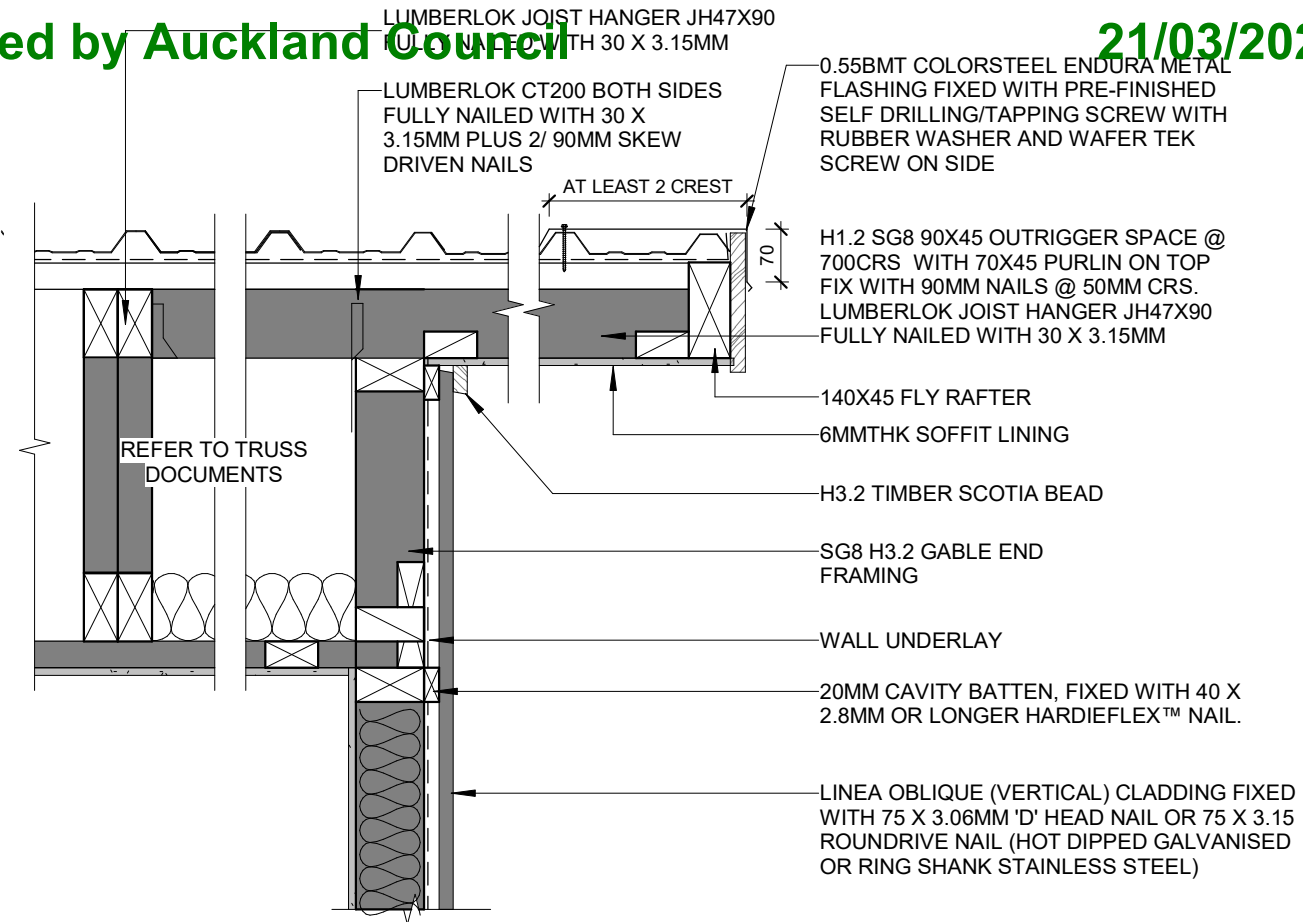 LUMBERLOK JOIST HANGER JH47X90
FULLY NAILED WITH 30 X 3.15MM
ed by Auckland Council
21/03/202
LUMBERLOK CT200 BOTH SIDES
FULLY NAILED WITH 30 X
3.15MM PLUS 2/ 90MM SKEW
DRIVEN NAILS
0.55BMT COLORSTEEL ENDURA METAL
FLASHING FIXED WITH PRE-FINISHED
SELF DRILLING/TAPPING SCREW WITH
RUBBER WASHER AND WAFER TEK
SCREW ON SIDE
AT LEAST 2 CREST
70
H1.2 SG8 90X45 OUTRIGGER SPACE @
700CRS WITH 70X45 PURLIN ON TOP
FIX WITH 90MM NAILS @ 50MM CRS.
LUMBERLOK JOIST HANGER JH47X90
FULLY NAILED WITH 30 X 3.15MM
140X45 FLY RAFTER
6MMTHK SOFFIT LINING
REFER TO TRUSS
DOCUMENTS
H3.2 TIMBER SCOTIA BEAD
SG8 H3.2 GABLE END
FRAMING
WALL UNDERLAY
20MM CAVITY BATTEN, FIXED WITH 40 X
2.8MM OR LONGER HARDIEFLEX™ NAIL.
LINEA OBLIQUE (VERTICAL) CLADDING FIXED
WITH 75 X 3.06MM 'D' HEAD NAIL OR 75 X 3.15
ROUNDRIVE NAIL (HOT DIPPED GALVANISED
OR RING SHANK STAINLESS STEEL)